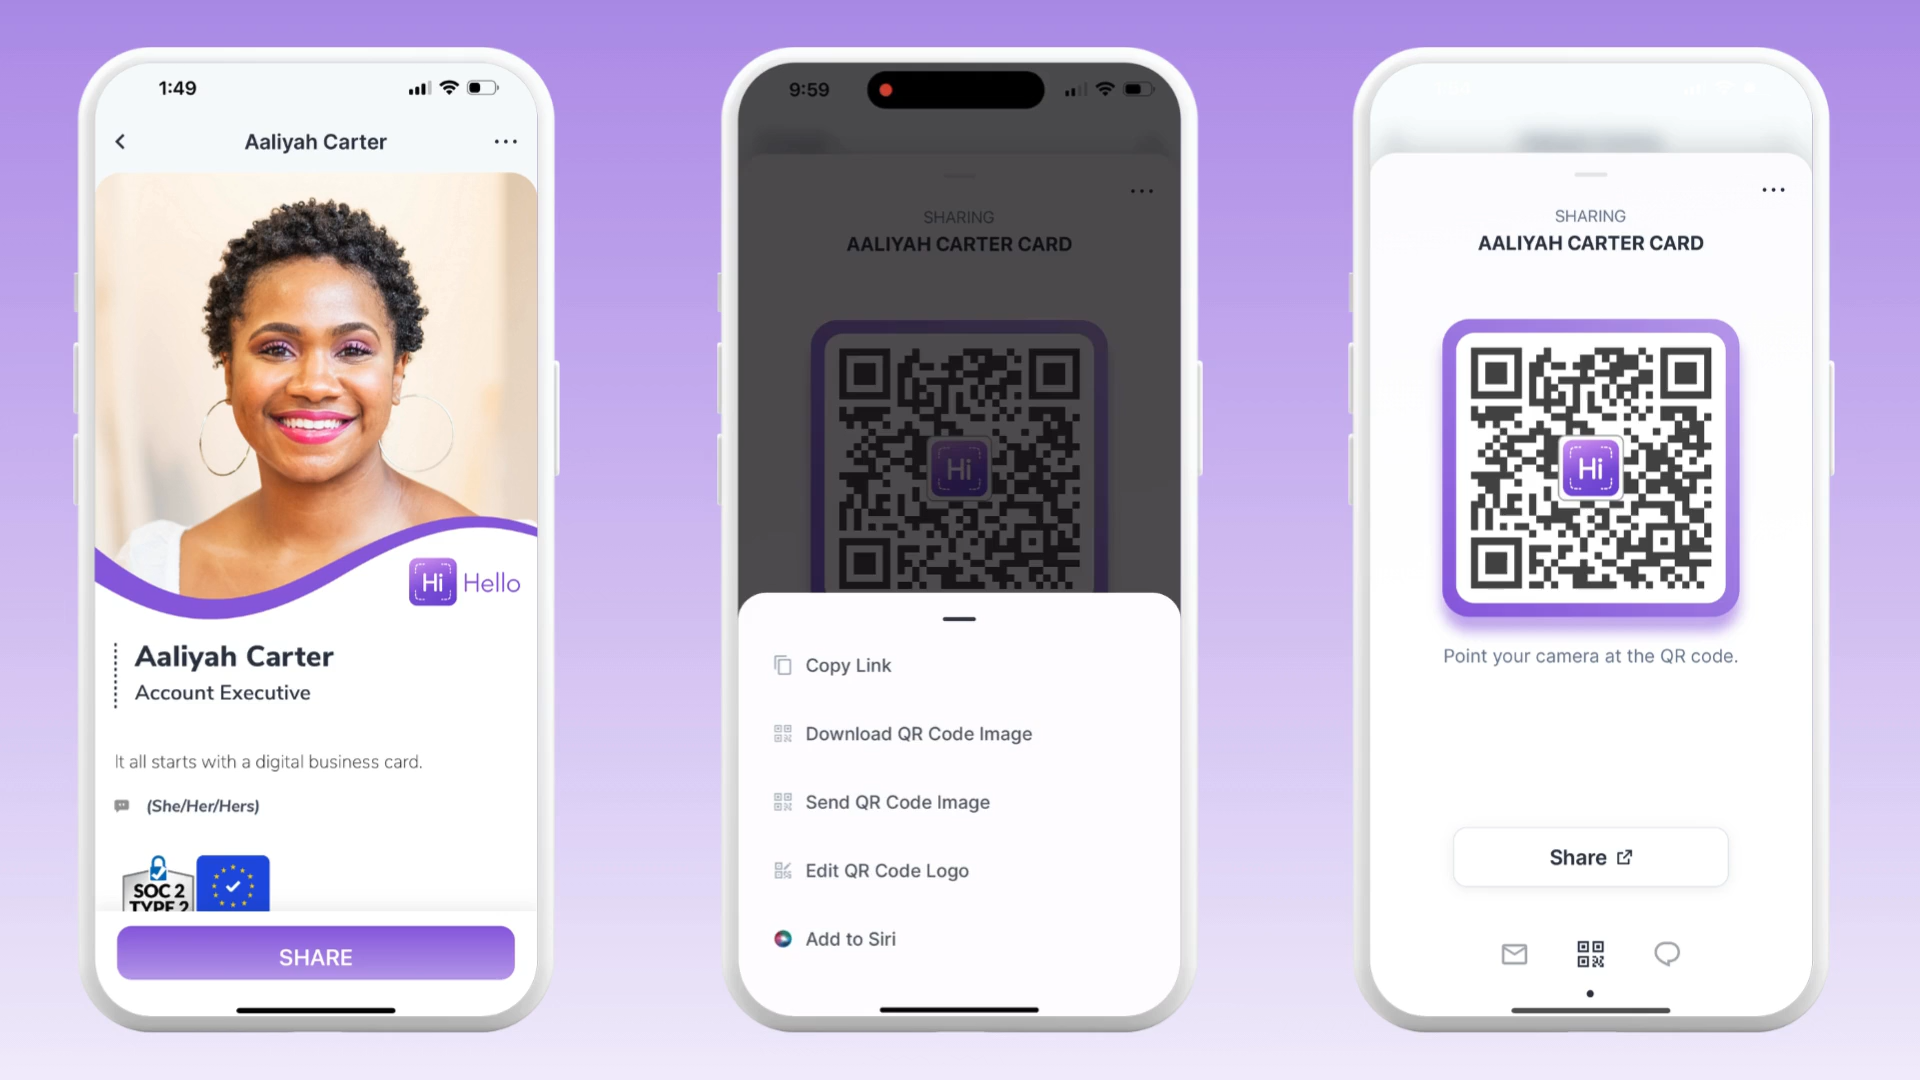 1:49
Aaliyah Carter
Hi Hello
Aaliyah Carter
Account Executive
It all starts with a digital business card.
(She/Her/Hers)
SOC 2
TYPE 2
SHARE
9:59
SHARING
AALIYAH CARTER CARD
Hi
Copy Link
Download QR Code Image
Send QR Code Image
Edit QR Code Logo
Add to Siri
SHARING
AALIYAH CARTER CARD
Hi
Point your camera at the QR code.
Share